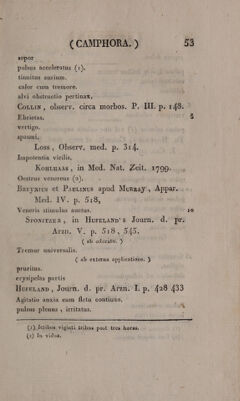 ( CAMPHORA. ) 53
sopor
pulsus acceleratus (1).
tinnitus aurium.
calor cum tremore.
alvi obstructio pertinax.
COLLIN, observ. circa morbos. P. III. p. 148.
Ebrietas. 5
vertigo.
spasmi.
LOSS, Observ. med. p. 314.
Impotentia virilis.
KOHLHAAS, in Med. Nat. Zeit. 1799.
Oestrus venereus (2).
BREYNIUS et PAULINUS apud MURRAY, Appar.
Med. IV. p. 518,
Veneris stimulus auctus. 10
SPONITZER, in HUFELAND'S Journ. d. pr.
Arzn. V. p. 518, 545.
( ab odoratu. )
Tremor universalis.
( ab externa applicatione. )
pruritus.
erysipelas partis
HUFELAND, Journ. d. pr. Arzn. I. p. 428 433
Agitatio anxia cum fletu continuo,
pulsus plenus, irritatus.
(1) Ictibus viginti tribus post tres horas.
(2) In viduo.